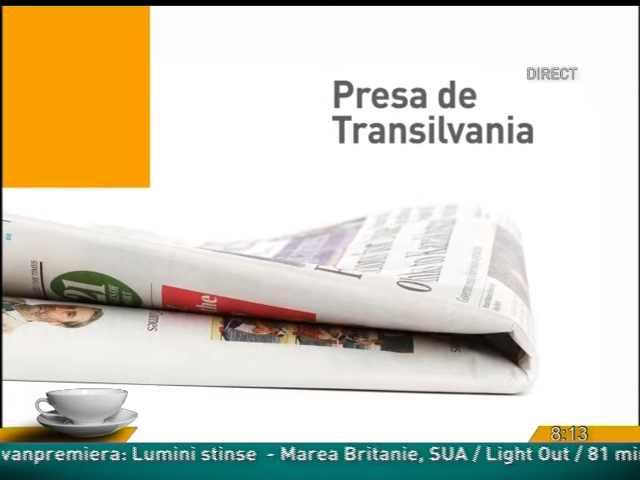 DIRECT
Presa de
Transilvania
8:13
vanpremiera: Lumini stinse - Marea Britanie, SUA / Light Out / 81 mi